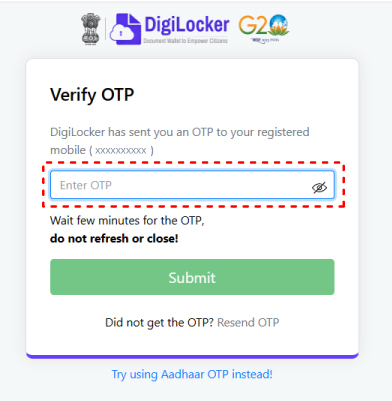 DigiLocker
Document Wallet to Empower Citizens
G20
Verify OTP
DigiLocker has sent you an OTP to your registered
mobile ( xxxxxxxxxx )
Enter OTP
Wait few minutes for the OTP,
do not refresh or close!
Submit
Did not get the OTP? Resend OTP
Try using Aadhaar OTP instead!